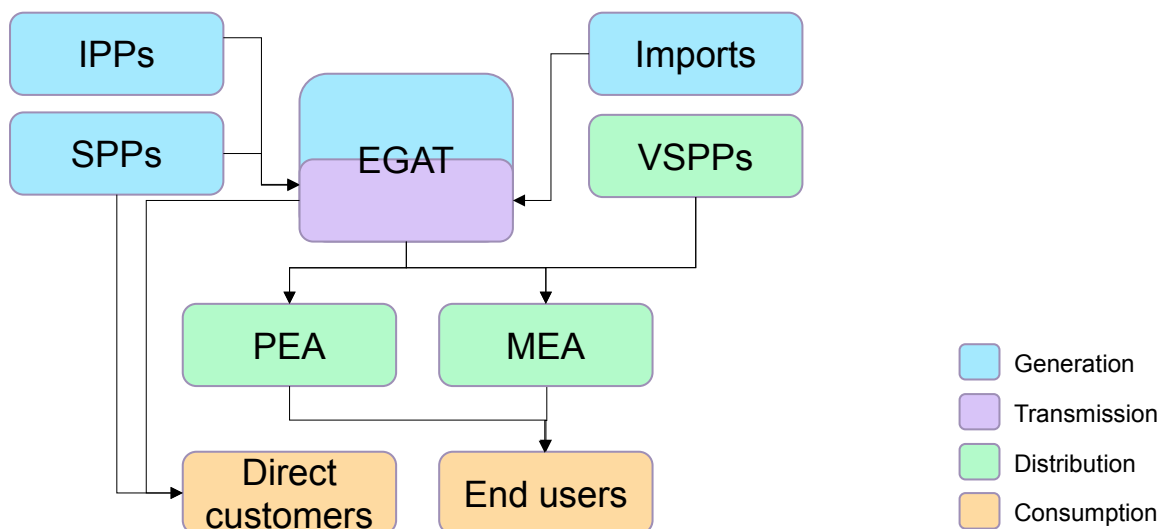 IPPs
Imports
SPPs
EGAT
VSPPs
PEA
MEA
Direct
customers
End users
Generation
Transmission
Distribution
Consumption